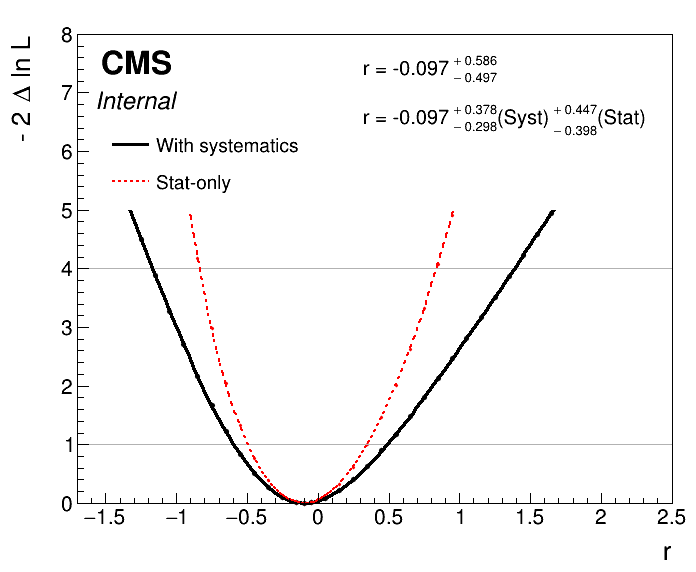 CMS
Internal
With systematics
Stat-only
r = -0.097 + 0.586 − 0.497
r = -0.097 + 0.378 − 0.298 (Syst) + 0.447 − 0.398 (Stat)
- 2 Δ ln L
8
7
6
5
4
3
2
1
0
−1.5 −1 −0.5 0 0.5 1 1.5 2 2.5
r